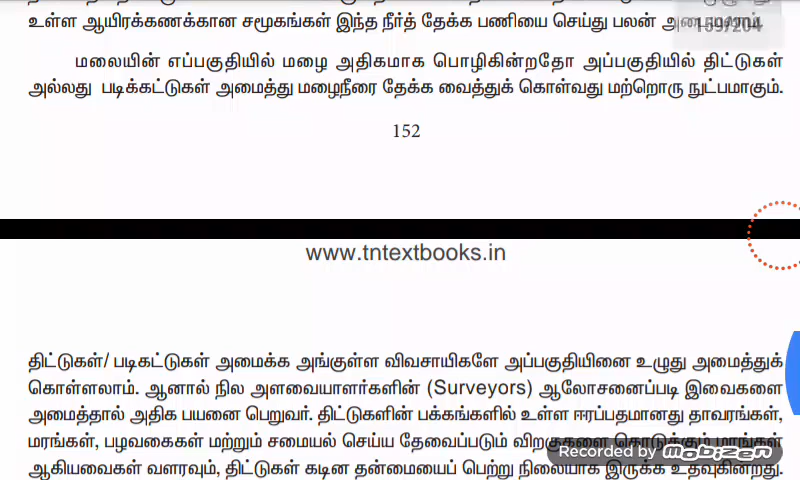 உள்ள ஆயிரக்கணக்கான சமூகங்கள் இந்த நீர்த் தேக்க பணியை செய்து பலன்
159/204
மலையின் எப்பகுதியில் மழை அதிகமாக பொழிகின்றதோ அப்பகுதியில் திட்டுகள்
அல்லது படிக்கட்டுகள் அமைத்து மழைநீரை தேக்க வைத்துக் கொள்வது மற்றொரு நுட்பமாகும்.
152
www.tntextbooks.in
திட்டுகள்/ படிகட்டுகள் அமைக்க அங்குள்ள விவசாயிகளே அப்பகுதியினை உழுது அமைத்துக்
கொள்ளலாம். ஆனால் நில அளவையாளர்களின் (Surveyors) ஆலோசனைப்படி இவைகளை
அமைத்தால் அதிக பயனை பெறுவர். திட்டுகளின் பக்கங்களில் உள்ள ஈரப்பதமானது தாவரங்கள்,
மரங்கள், பழவகைகள் மற்றும் சமையல் செய்ய தேவைப்படும் விறகுகளை கொடுக்கும் மரங்கள்
Recorded by mobizen
ஆகியவைகள் வளரவும், திட்டுகள் கடின தன்மையைப் பெற்று நிலையாக இருக்க உதவுகின்றது.